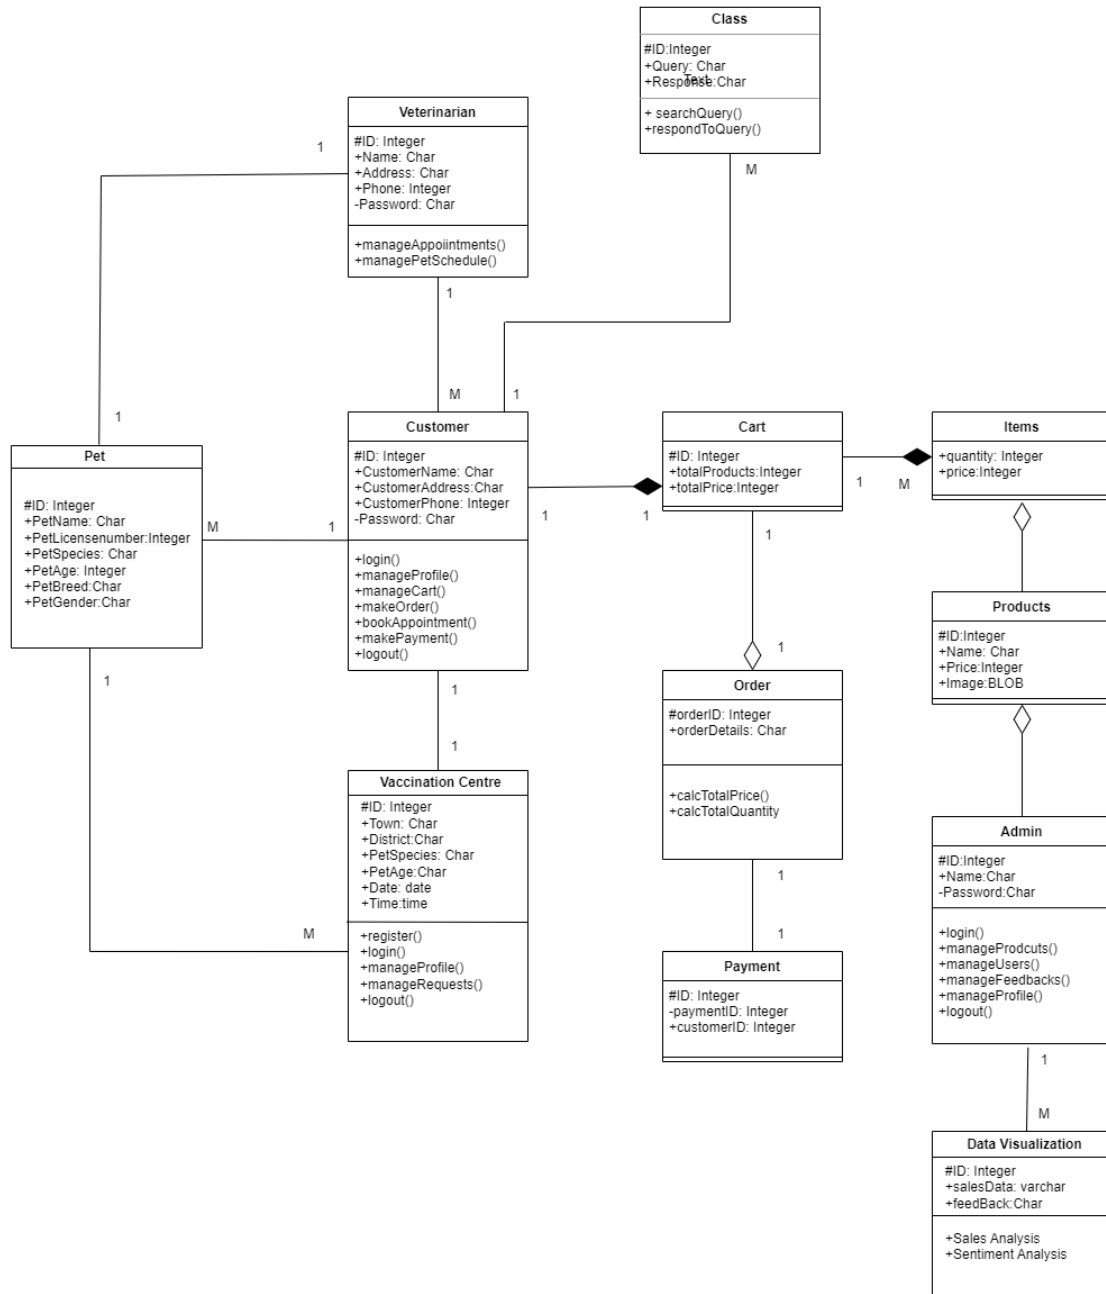 Class
#ID:Integer
+Query: Char
+Response:Char
Text
+ searchQuery()
+respondToQuery()
M
Veterinarian
#ID: Integer
+Name: Char
+Address: Char
+Phone: Integer
-Password: Char
+manageAppoiintments()
+managePetSchedule()
1
1
M
1
1
Pet
#ID: Integer
+PetName: Char
+PetLicensenumber:Integer
+PetSpecies: Char
+PetAge: Integer
+PetBreed:Char
+PetGender:Char
M
1
1
Customer
#ID: Integer
+CustomerName: Char
+CustomerAddress:Char
+CustomerPhone: Integer
-Password: Char
+login()
+manageProfile()
+manageCart()
+makeOrder()
+bookAppointment()
+makePayment()
+logout()
1
1
1
1
Cart
#ID: Integer
+totalProducts:Integer
+totalPrice:Integer
1
M
1
1
Items
+quantity: Integer
+price:Integer
Products
#ID:Integer
+Name: Char
+Price:Integer
+Image:BLOB
Order
#orderID: Integer
+orderDetails: Char
+calcTotalPrice()
+calcTotalQuantity
1
1
Vaccination Centre
#ID: Integer
+Town: Char
+District:Char
+PetSpecies: Char
+PetAge:Char
+Date: date
+Time:time
+register()
+login()
+manageProfile()
+manageRequests()
+logout()
M
Payment
#ID: Integer
-paymentID: Integer
+customerID: Integer
Admin
#ID:Integer
+Name:Char
-Password:Char
+login()
+manageProdcuts()
+manageUsers()
+manageFeedbacks()
+manageProfile()
+logout()
1
M
Data Visualization
#ID: Integer
+salesData: varchar
+feedBack:Char
+Sales Analysis
+Sentiment Analysis